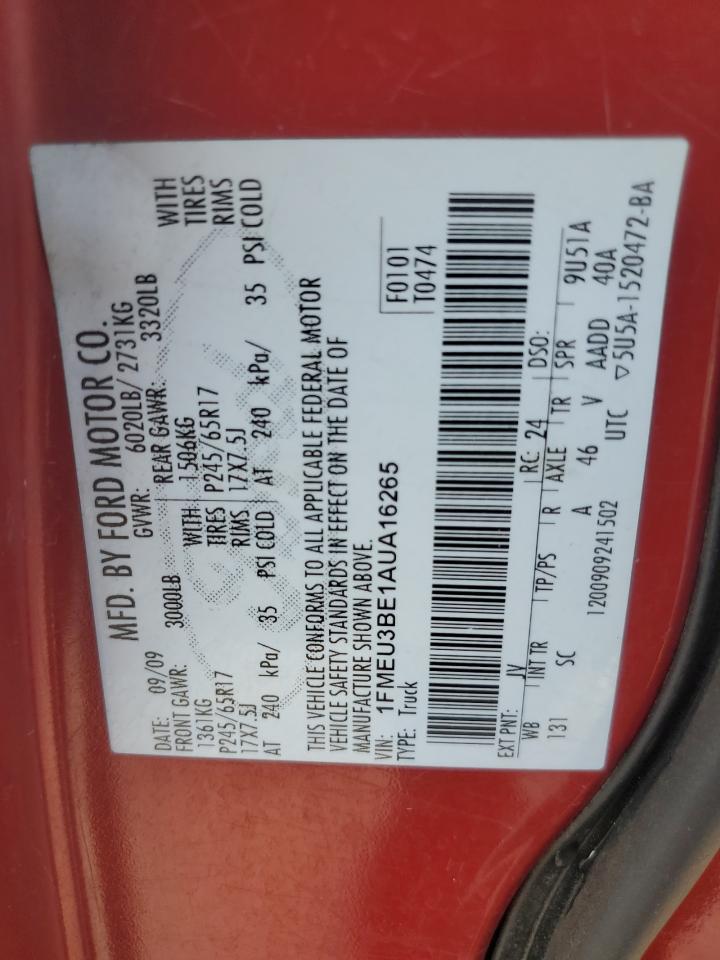 MFD. BY FORD MOTOR CO.
DATE: 09/09 GVWR: 6020LB/ 2731KG
FRONT GAWR: 3000LB REAR GAWR: 3320LB
1361KG WITH 1506KG WITH
P245/65R17 TIRES P245/65R17 TIRES
17X7.5J RIMS 17X7.5J RIMS
AT 240 kPa/ 35 PSI COLD AT 240 kPa/ 35 PSI COLD
THIS VEHICLE CONFORMS TO ALL APPLICABLE FEDERAL MOTOR
VEHICLE SAFETY STANDARDS IN EFFECT ON THE DATE OF
MANUFACTURE SHOWN ABOVE.
VIN: 1FMEU3BE1AUA16265 F0101
TYPE: Truck T0474
EXT PNT: JV RC: 24 DSO:
WB INT TR TP/PS R AXLE TR SPR 9U51A
131 SC A 46 V AADD 40A
1200909241502 UTC ▽5U5A-1520472-BA